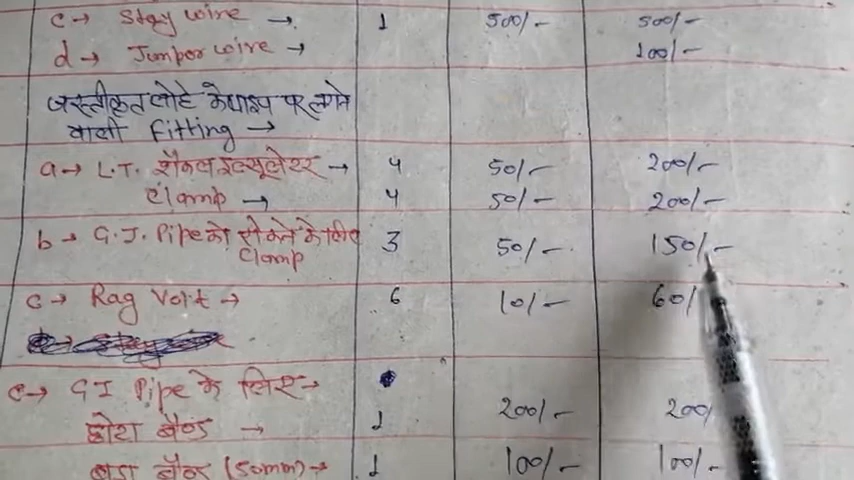 c → Stay wire → 1 500/- 500/-
d → Jumpor wire → 100/-
जस्तीकृत लोहे के पाइप पर लगने
वाली Fitting →
a → L.T. शैकल इन्सूलेटर → 4 50/- 200/-
Clamp → 4 50/- 200/-
b → G.I. Pipe को रोकने के लिए 3 50/- 150/-
Clamp
c → Rag Volt → 6 10/- 60/
e → GI Pipe के लिए →
छोटा बैण्ड → 1 200/- 200/
बडा बैण्ड (50mm) → 1 100/- 100/-